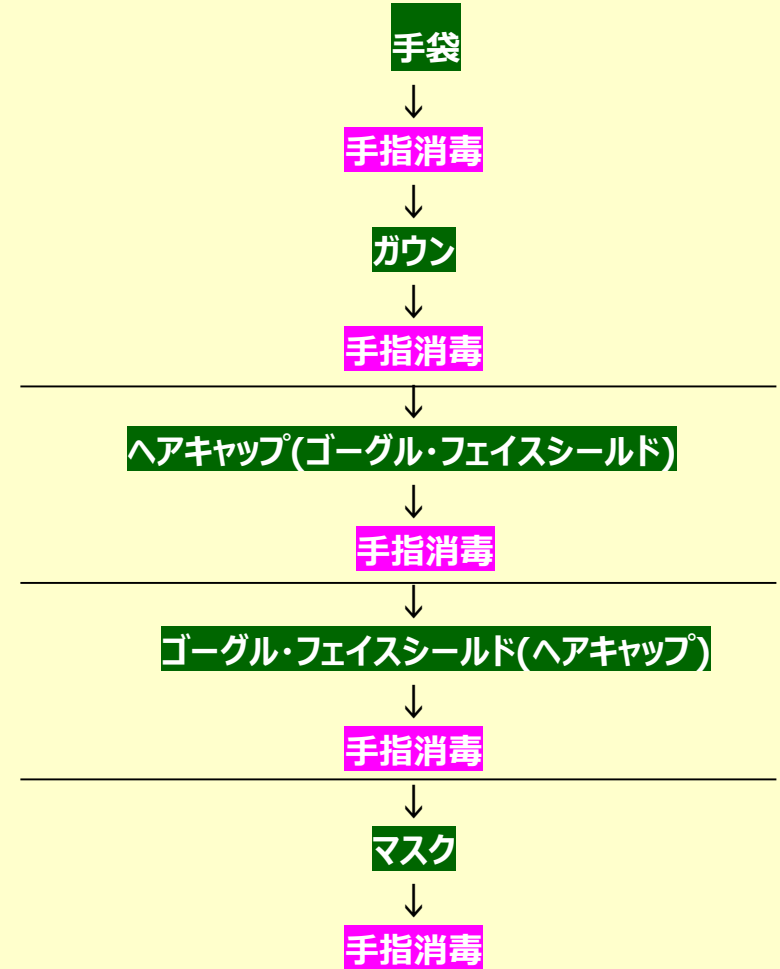 手袋
↓
手指消毒
↓
ガウン
↓
手指消毒
↓
ヘアキャップ(ゴーグル・フェイスシールド)
↓
手指消毒
↓
ゴーグル・フェイスシールド(ヘアキャップ)
↓
手指消毒
↓
マスク
↓
手指消毒